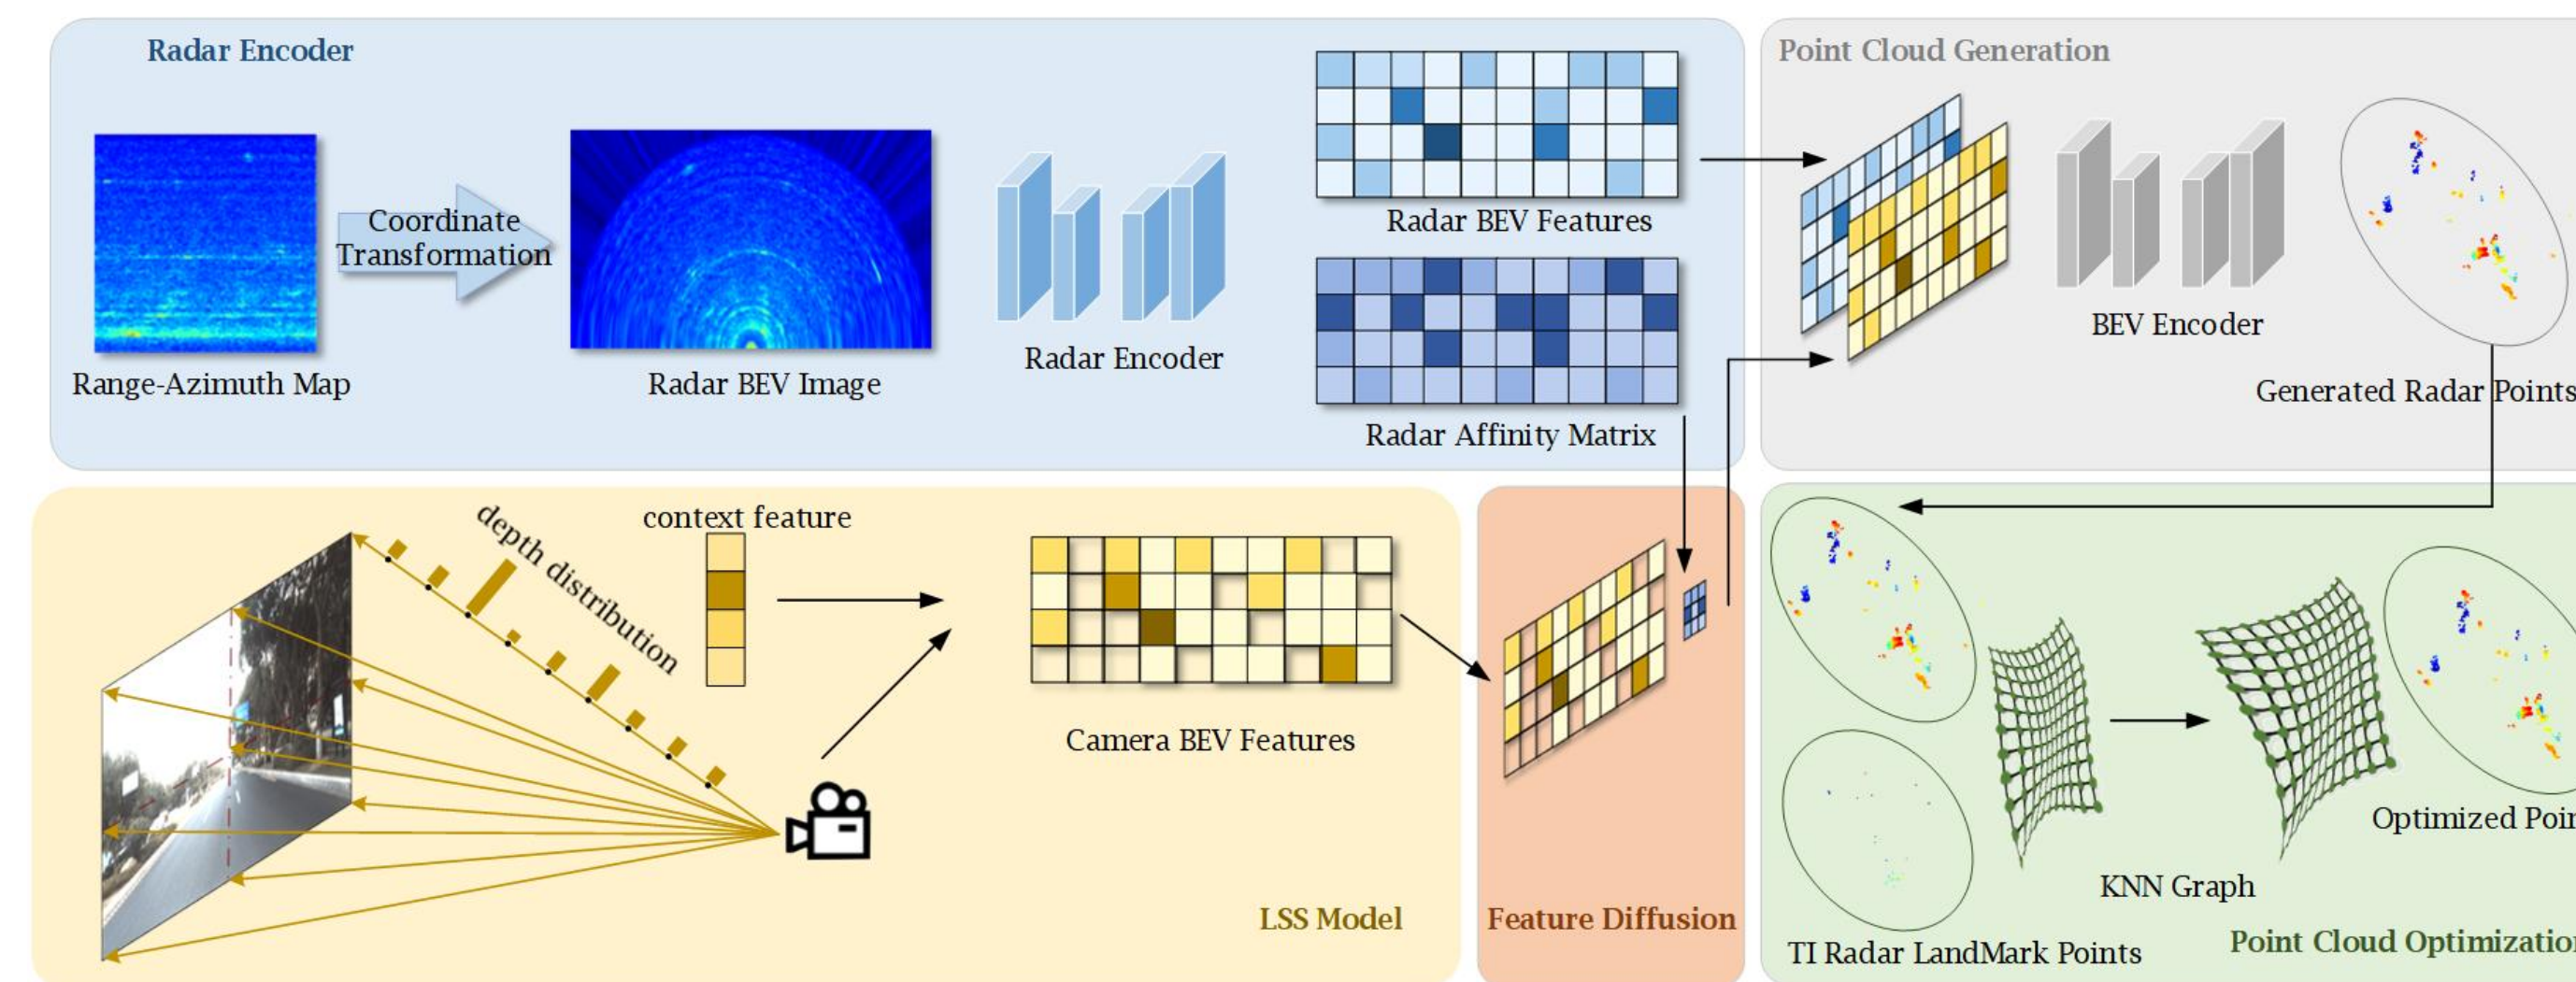 Radar Encoder
Coordinate
Transformation
Range-Azimuth Map
Radar BEV Image
Radar Encoder
Radar BEV Features
Radar Affinity Matrix
Point Cloud Generation
BEV Encoder
Generated Radar Points
depth distribution
context feature
Camera BEV Features
LSS Model
Feature Diffusion
TI Radar LandMark Points
KNN Graph
Optimized
Point Cloud